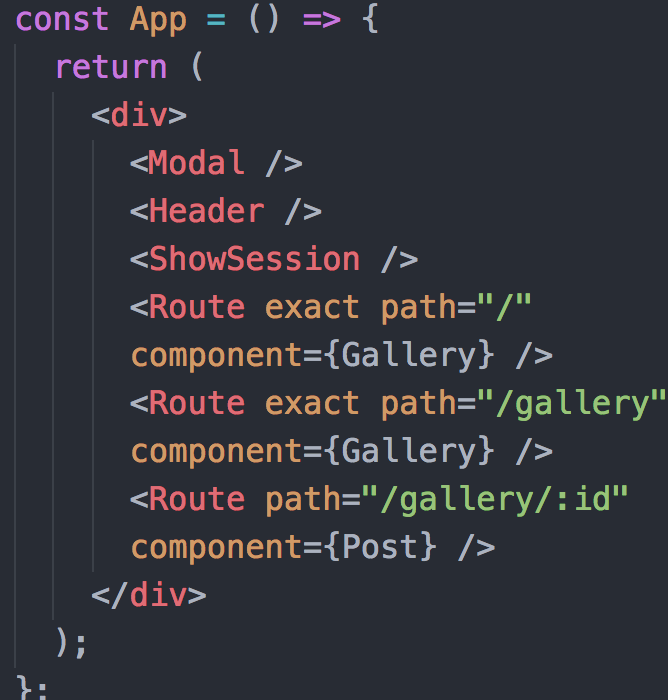 const App = () => {
return (
<div>
<Modal />
<Header />
<ShowSession />
<Route exact path="/"
component={Gallery} />
<Route exact path="/gallery"
component={Gallery} />
<Route path="/gallery/:id"
component={Post} />
</div>
);
};